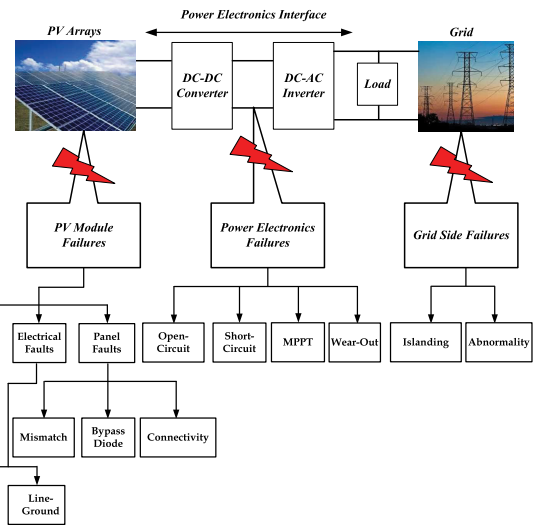 Power Electronics Interface
PV Arrays
Grid
DC-DC
Converter
DC-AC
Inverter
Load
PV Module
Failures
Power Electronics
Failures
Grid Side Failures
Electrical
Faults
Panel
Faults
Open-
Circuit
Short-
Circuit
MPPT
Wear-Out
Islanding
Abnormality
Mismatch
Bypass
Diode
Connectivity
Line-
Ground